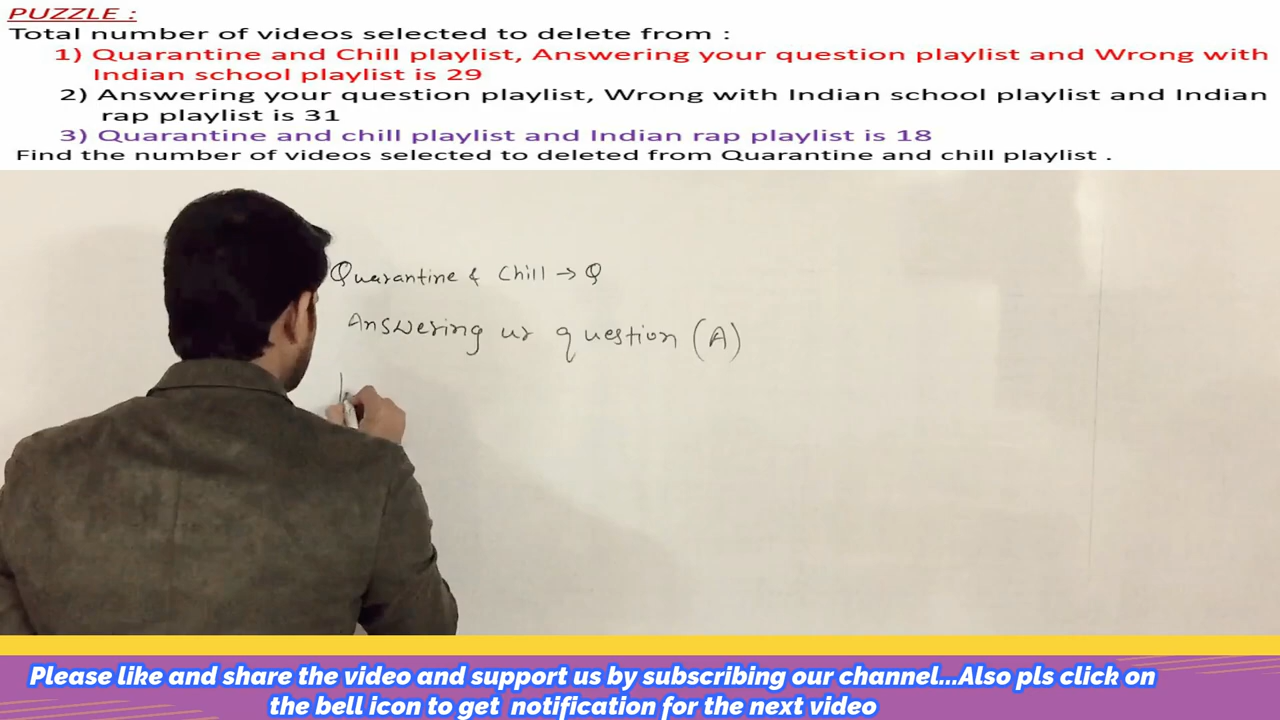 PUZZLE :
Total number of videos selected to delete from :
1) Quarantine and Chill playlist, Answering your question playlist and Wrong with
Indian school playlist is 29
2) Answering your question playlist, Wrong with Indian school playlist and Indian
rap playlist is 31
3) Quarantine and chill playlist and Indian rap playlist is 18
Find the number of videos selected to deleted from Quarantine and chill playlist .
Quarantine & Chill → Q
Answering ur question (A)
Please like and share the video and support us by subscribing our channel...Also pls click on
the bell icon to get notification for the next video